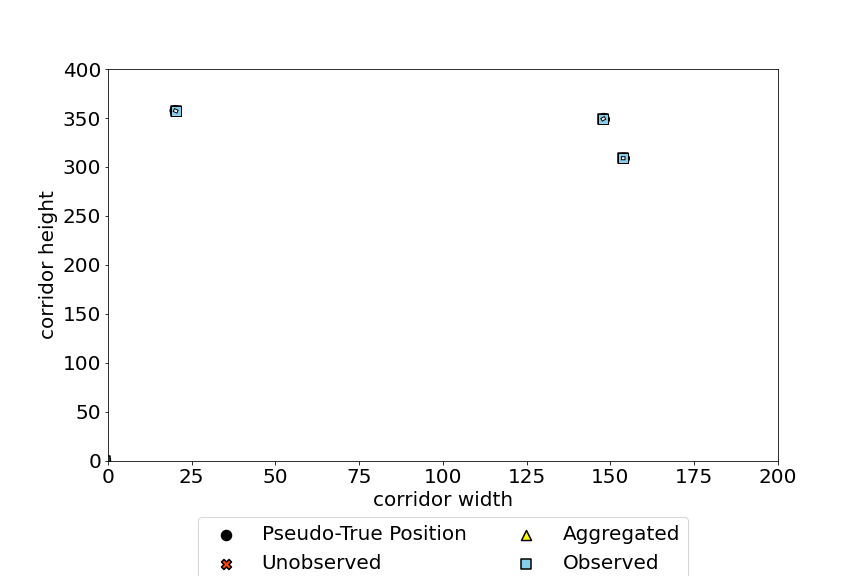 400
350
300
250
200
150
100
50
0
corridor height
0 25 50 75 100 125 150 175 200
corridor width
Pseudo-True Position Aggregated
Unobserved Observed